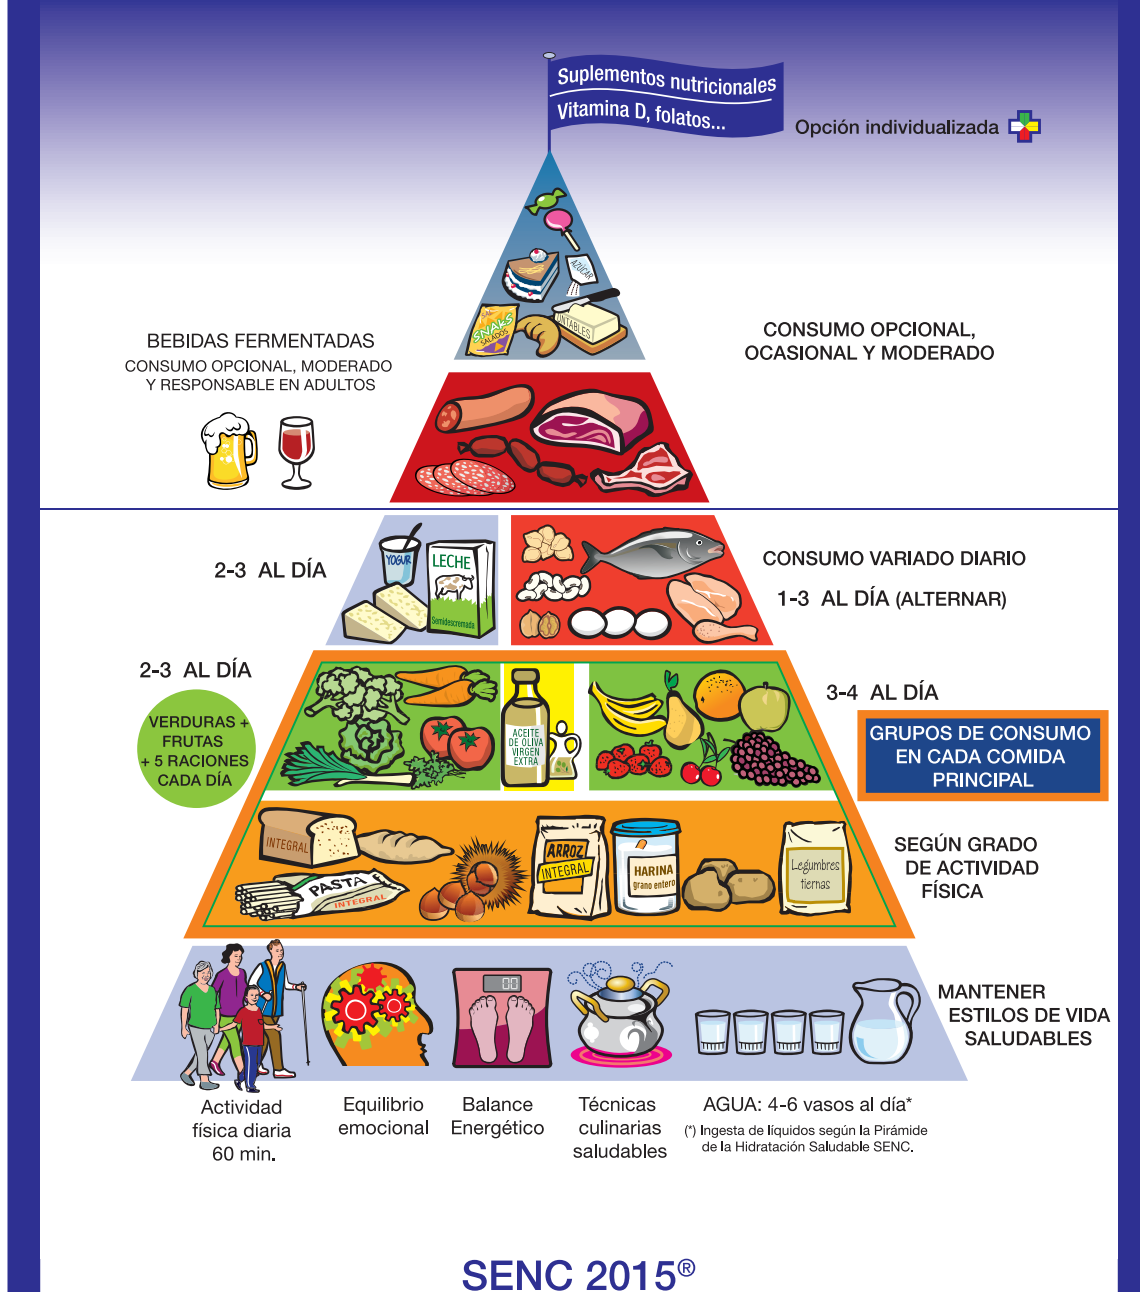 Suplementos nutricionales
Vitamina D, folatos...
Opción individualizada
AZÚCAR
SAL
SNAKS
SALADOS
UNTABLES
BEBIDAS FERMENTADAS
CONSUMO OPCIONAL, MODERADO
Y RESPONSABLE EN ADULTOS
CONSUMO OPCIONAL,
OCASIONAL Y MODERADO
2-3 AL DÍA
YOGUR
LECHE
Semidescremada
CONSUMO VARIADO DIARIO
1-3 AL DÍA (ALTERNAR)
2-3 AL DÍA
VERDURAS +
FRUTAS
+ 5 RACIONES
CADA DÍA
ACEITE
DE OLIVA
VIRGEN
EXTRA
3-4 AL DÍA
GRUPOS DE CONSUMO
EN CADA COMIDA
PRINCIPAL
INTEGRAL
PASTA
INTEGRAL
ARROZ
INTEGRAL
HARINA
grano entero
Legumbres
tiernas
SEGÚN GRADO
DE ACTIVIDAD
FÍSICA
00
MANTENER
ESTILOS DE VIDA
SALUDABLES
Actividad
física diaria
60 min.
Equilibrio
emocional
Balance
Energético
Técnicas
culinarias
saludables
AGUA: 4-6 vasos al día*
(*) Ingesta de líquidos según la Pirámide
de la Hidratación Saludable SENC.
SENC 2015®